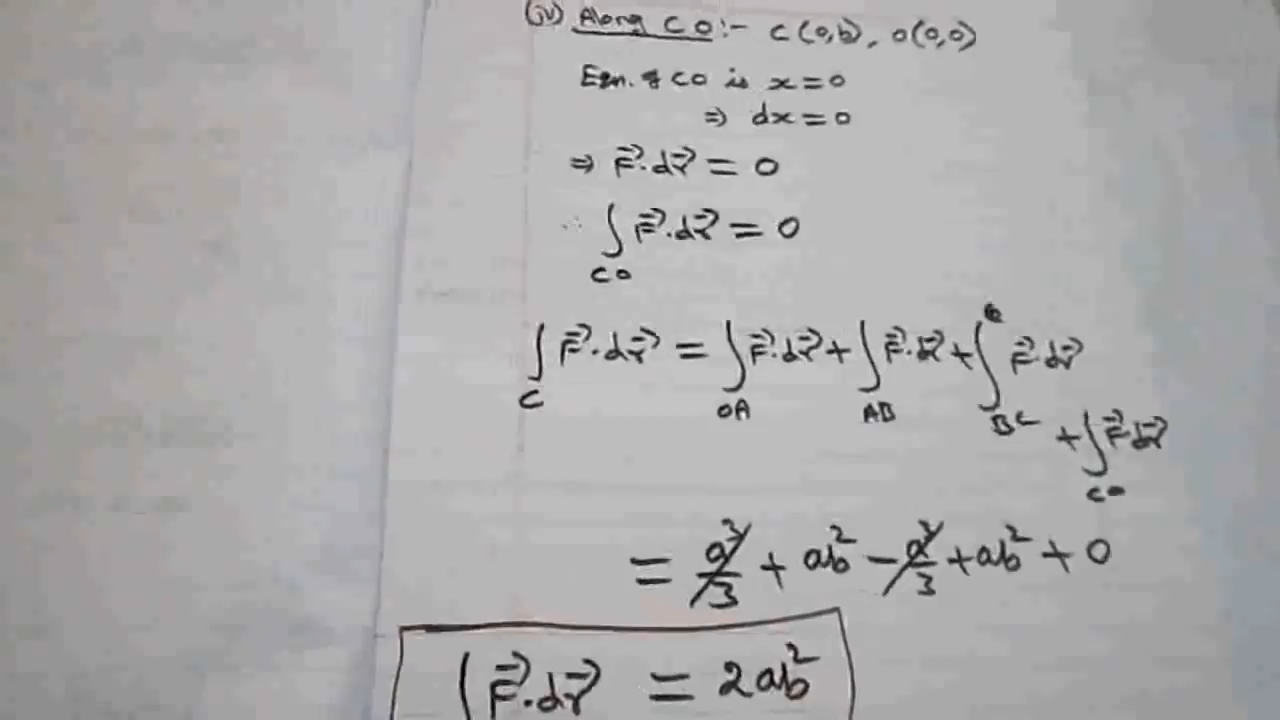 (iv) Along CO :- C(0,b), O(0,0)
Eqn. of CO is x=0
⇒ dx=0
⇒ F⃗.dr⃗ = 0
∴ ∫_CO F⃗.dr⃗ = 0
∫_C F⃗.dr⃗ = ∫_OA F⃗.dr⃗ + ∫_AB F⃗.dr⃗ + ∫_BC F⃗.dr⃗
+ ∫_CO F⃗.dr⃗
= a³/3 + ab² - a³/3 + ab² + 0
∫ F⃗.dr⃗ = 2ab²